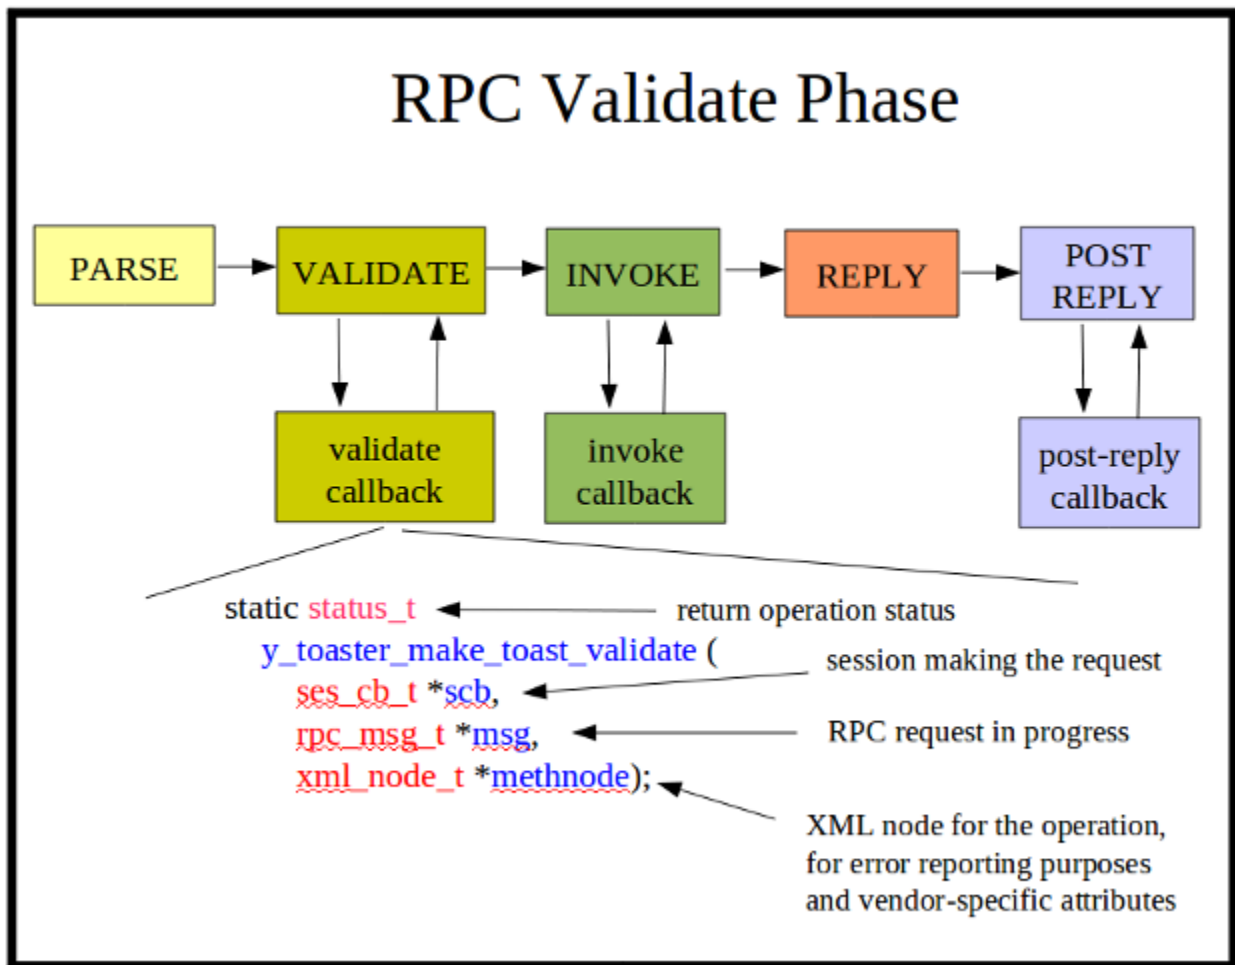 RPC Validate Phase
PARSE
VALIDATE
INVOKE
REPLY
POST
REPLY
validate
callback
invoke
callback
post-reply
callback
static status_t
return operation status
y_toaster_make_toast_validate (
session making the request
ses_cb_t *scb,
rpc_msg_t *msg,
RPC request in progress
xml_node_t *methnode);
XML node for the operation,
for error reporting purposes
and vendor-specific attributes